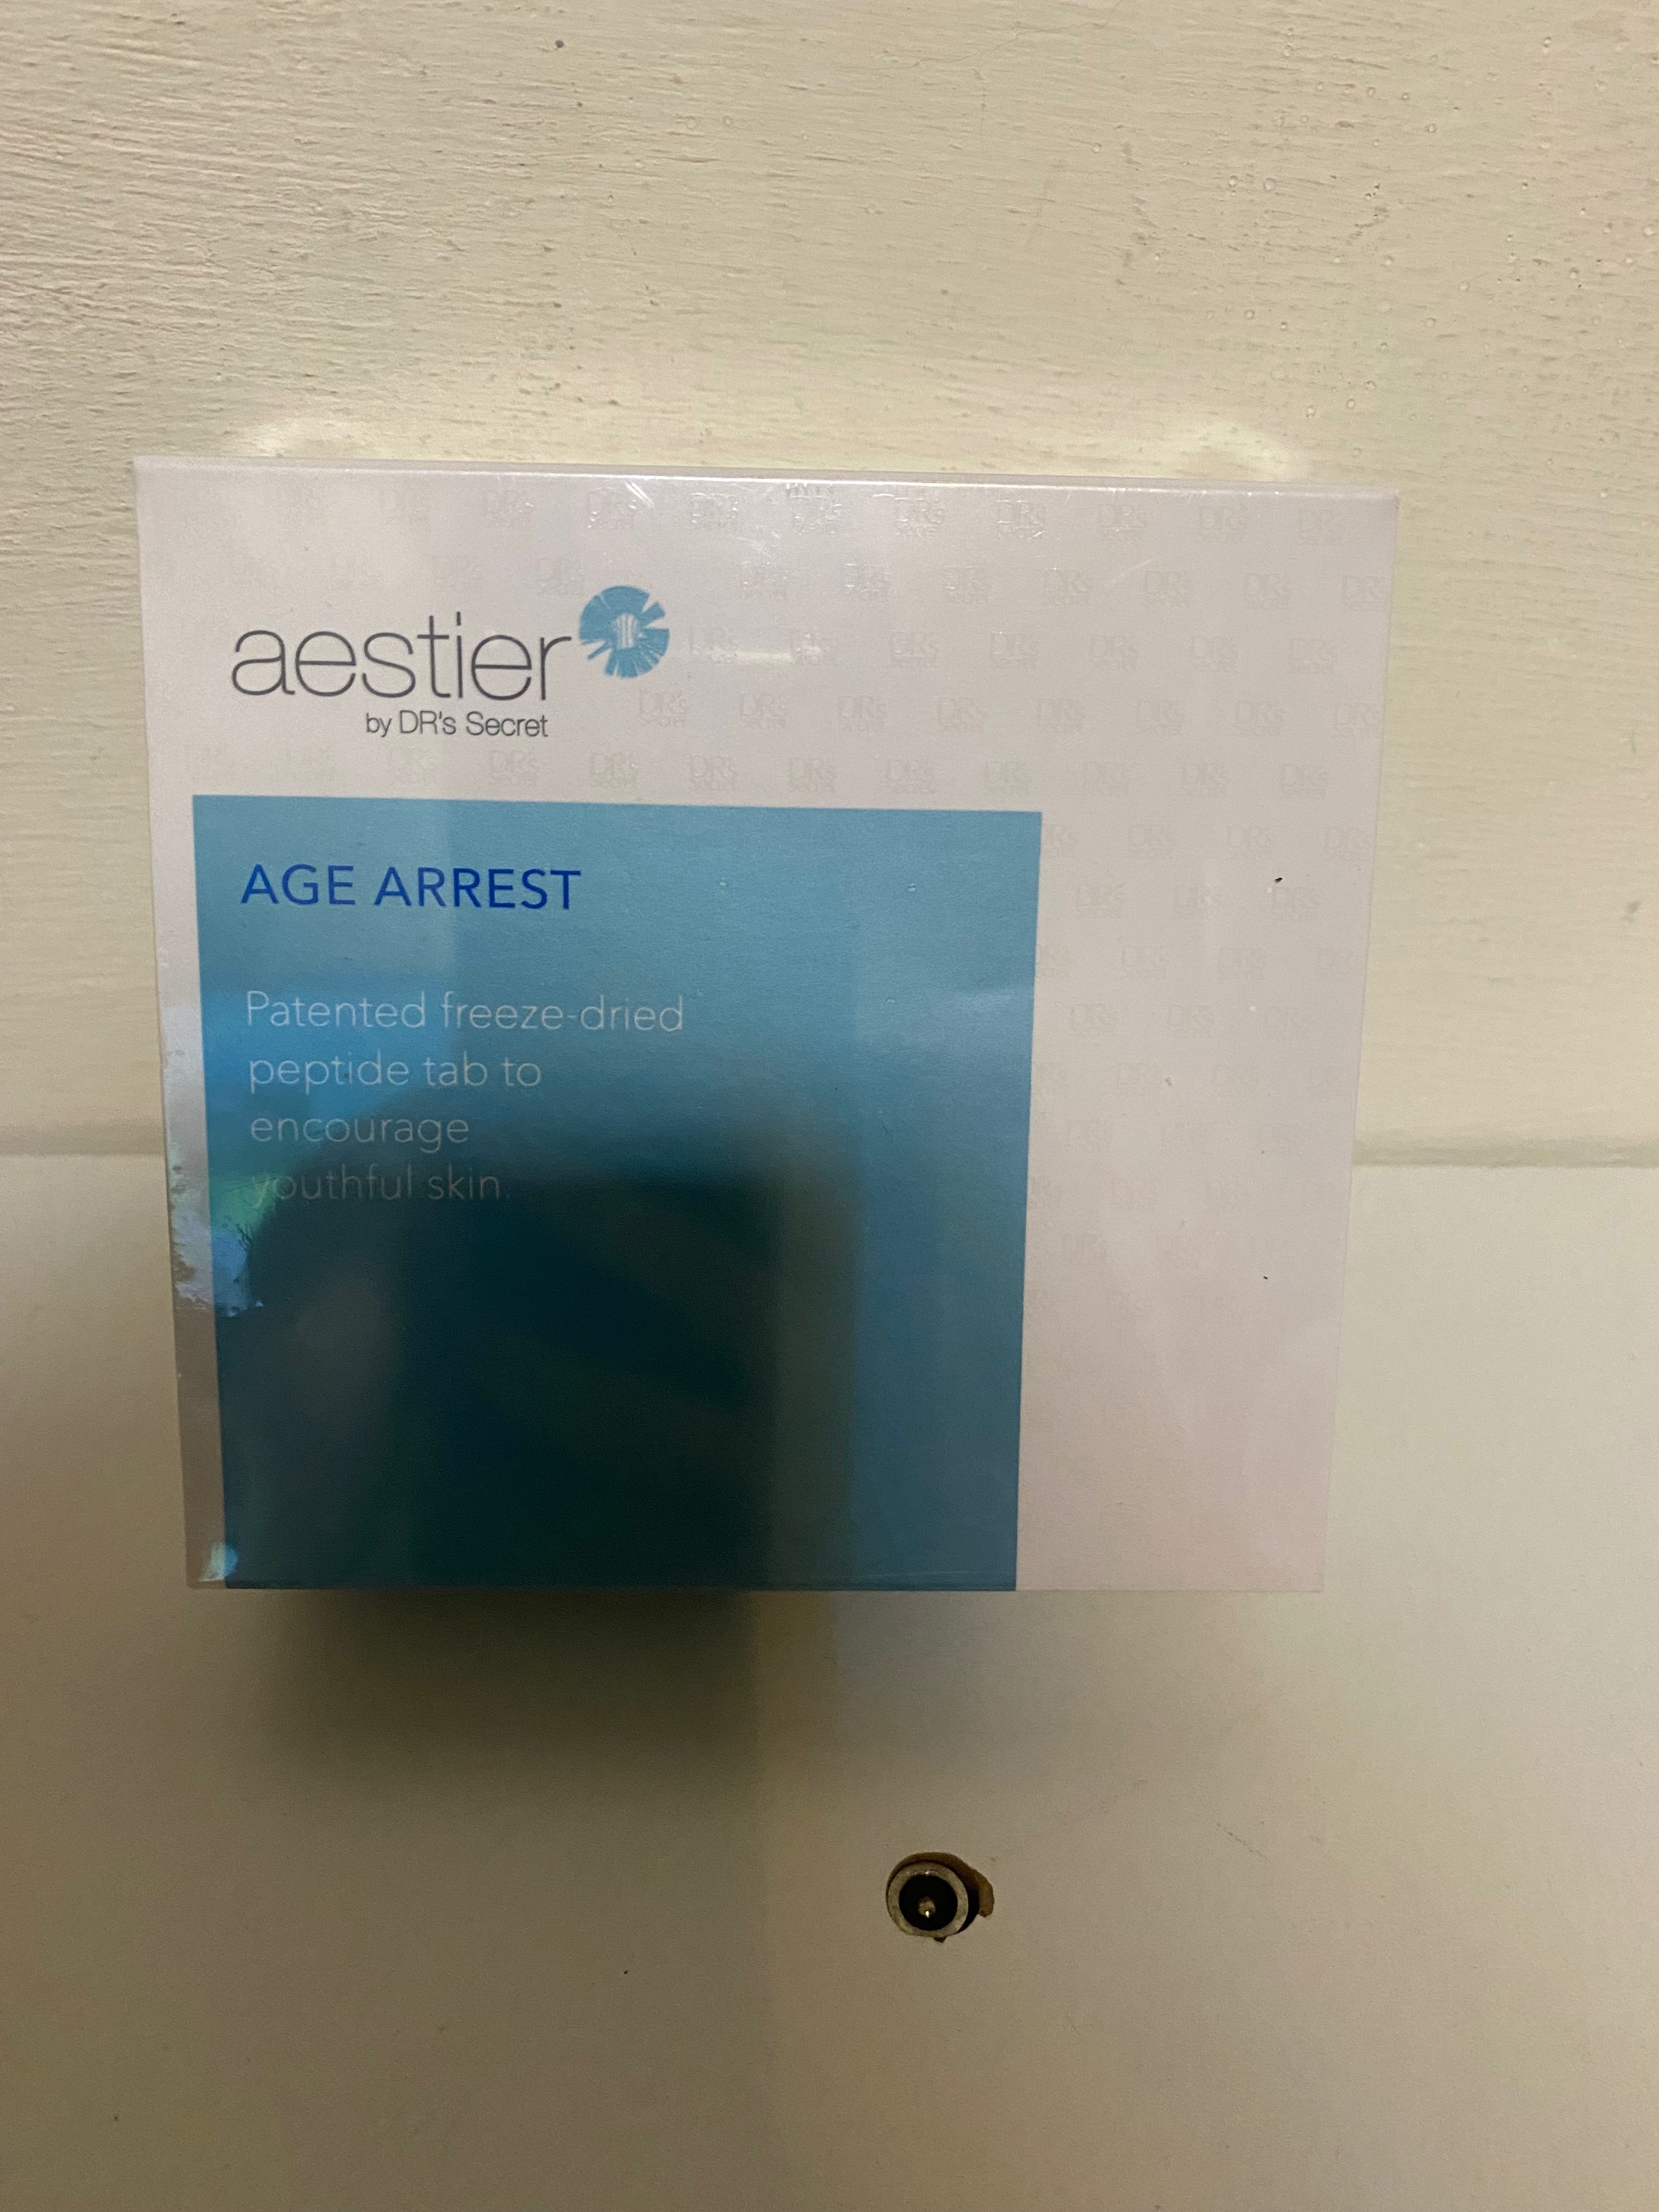 aestier
by DR's Secret
AGE ARREST
Patented freeze-dried
peptide tab to
encourage
youthful skin.